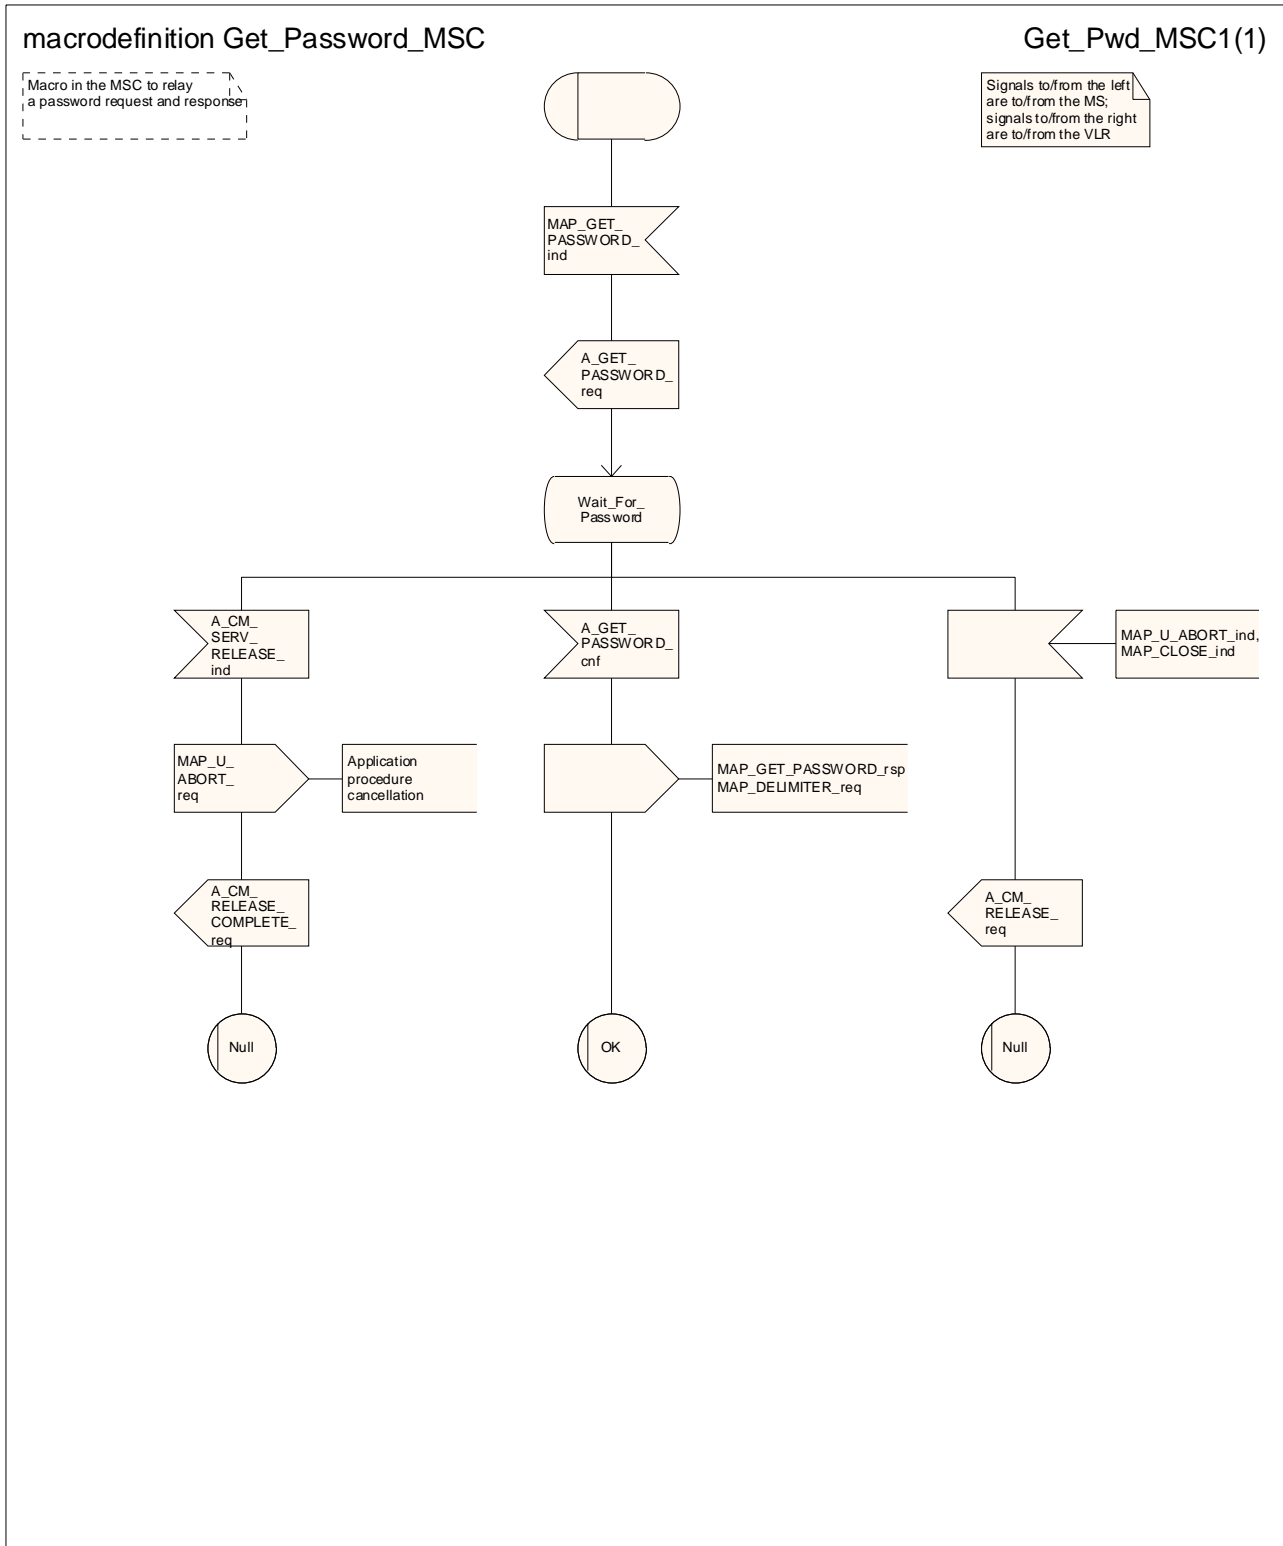 macrodefinition Get_Password_MSC
Get_Pwd_MSC1(1)
Macro in the MSC to relay
a password request and response
Signals to/from the left
are to/from the MS;
signals to/from the right
are to/from the VLR
MAP_GET_
PASSWORD_
ind
A_GET_
PASSWORD_
req
Wait_For_
Password
A_CM_
SERV_
RELEASE_
ind
A_GET_
PASSWORD_
cnf
MAP_U_ABORT_ind,
MAP_CLOSE_ind
MAP_U_
ABORT_
req
Application
procedure
cancellation
MAP_GET_PASSWORD_rsp
MAP_DELIMITER_req
A_CM_
RELEASE_
COMPLETE_
req
A_CM_
RELEASE_
req
Null
OK
Null